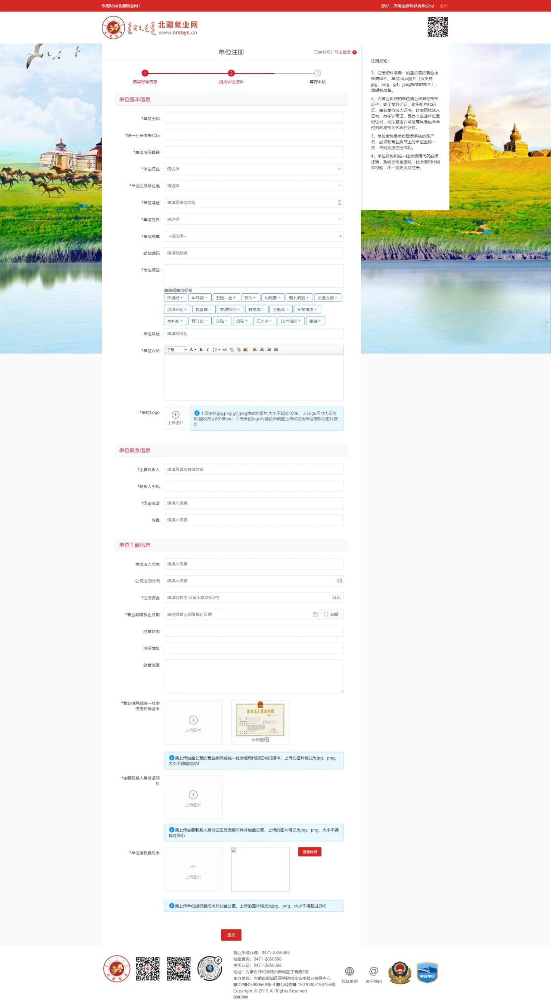 欢迎访问北疆就业网!
您好，济南国恩科技有限公司 退出
北疆就业网
www.nmbys.cn
单位注册
已有账号? 马上登录
1
2
3
填写账号信息
提交认证资料
等待审核
注册须知：
1、注册资料准备：加盖公章的营业执
照复印件、单位logo图片（仅支持
jpg，png，gif，jpeg格式的图片），
请提前准备。
2、无营业执照的单位请上传其他相关
证件，如工商登记证、组织机构代码
证、事业单位法人证书、社会团体法人
证书、办学许可证、民办非企业单位登
记证书、司法鉴定许可证等其他包含单
位名称与相关代码的证件。
3、单位全称是单位登录系统的账户
名，必须和营业执照上的单位全称一
致，否则无法注册成功。
4、单位名称和统一社会信用代码必须
正确，系统会与全国统一社会信用代码
库校验，不一致则无法注册。
单位基本信息
*单位全称
*统一社会信用代码
*单位注册邮箱
*单位行业 请选择
*单位注册所在地 请选择
*单位地址 请填写单位地址
*单位性质 请选择
*单位规模 --请选择--
邮政编码 请填写邮编
*单位标签
请选择单位标签
环境好+ 年终奖+ 五险一金+ 双休+ 加班费+ 朝九晚五+ 交通方便+
加班补助+ 包食宿+ 管理规范+ 有提成+ 全勤奖+ 专车接送+
有补助+ 晋升快+ 车贴+ 房贴+ 压力小+ 技术培训+ 旅游+
单位网址 请填写网址
*单位介绍 字号 A B I
*单位Logo
上传图片
1.仅支持jpg,png,gif,jpeg格式的图片,大小不超过100k； 2.Logo尺寸为正方
形,建议尺寸80*80px； 3.无单位logo时请按示例图上传样式为单位简称的图片即
可
单位联系信息
*主要联系人 请填写真实有效姓名
*联系人手机
*固定电话 请填入信息
传真 请填入信息
单位工商信息
单位法人代表 请填入信息
公司注册时间 请填入信息
*注册资金 请填写数字,保留小数点后2位 万元
*营业期限截止日期 请选择营业期限截止日期 长期
经营状态
注册地址
经营范围
*营业执照或统一社会
信用代码证书
上传图片
企业法人营业执照
示例图
请上传加盖公章的营业执照或统一社会信用代码证书扫描件，上传的图片格式为jpg、png，
大小不得超过2M
*主要联系人身份证照
片
上传图片
请上传主要联系人身份证正反面复印件并加盖公章，上传的图片格式为jpg、png，大小不得
超过2M）
*单位授权委托书
上传图片
查看样例
请上传单位授权委托书并加盖公章，上传的图片格式为jpg、png，大小不得超过2M）
提交
就业手续办理：0471-2856688
档案查询：0471-2856808
学历认证：0471-2856068
地址：内蒙古呼和浩特市新城区丁香路5号
主办单位：内蒙古自治区高等院校毕业生就业指导中心
蒙ICP备05000668号-3 蒙公网安备 15010202150765号
Copyright © 2019 All Rights Reserved
网站申明
关于我们
事业单位